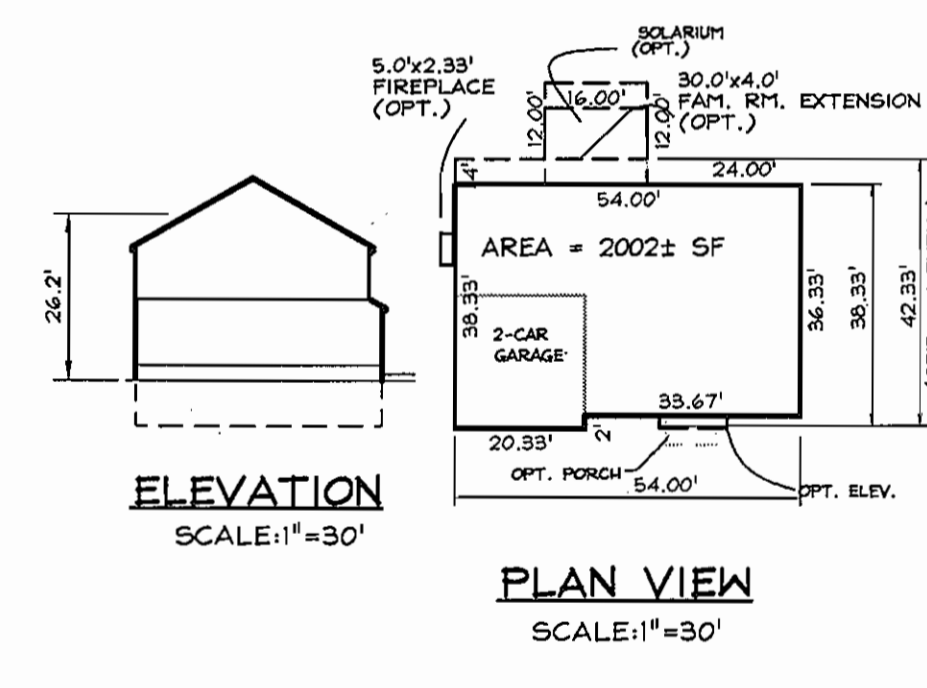 SOLARIUM
(OPT.)
5.0'x2.33'
FIREPLACE
(OPT.)
30.0'x4.0'
FAM. RM. EXTENSION
(OPT.)
16.00'
12.00'
12.00'
4'
24.00'
54.00'
AREA = 2002± SF
26.2'
38.33'
2-CAR
GARAGE
36.33'
38.33'
42.33'
33.67'
20.33'
2'
OPT. PORCH
54.00'
OPT. ELEV.
ELEVATION
SCALE:1"=30'
PLAN VIEW
SCALE:1"=30'